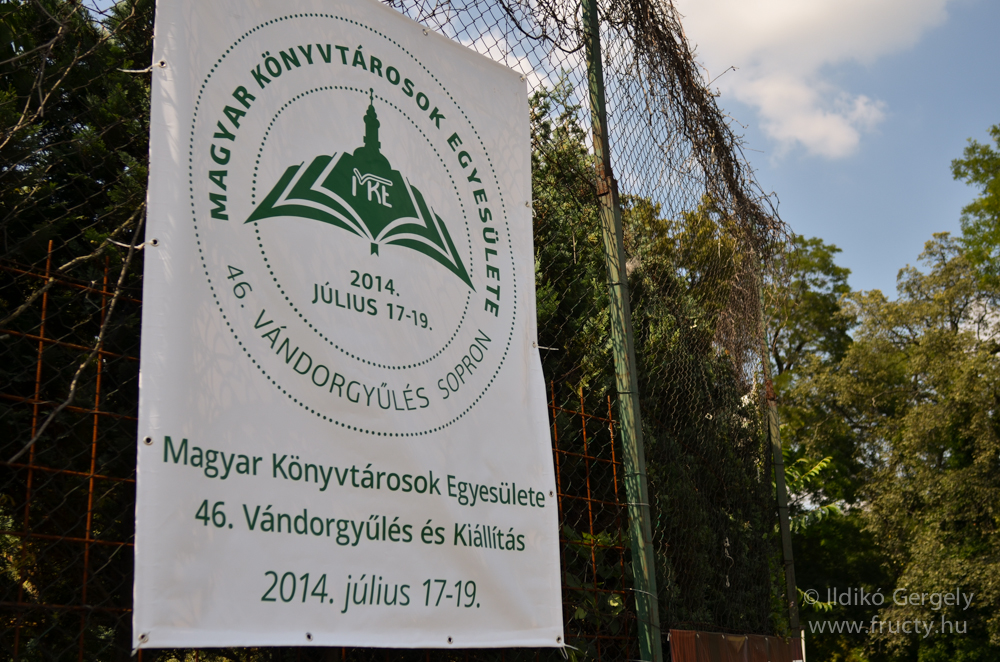 MAGYAR KÖNYVTÁROSOK EGYESÜLETE
MKE
2014.
JÚLIUS 17-19.
46. VÁNDORGYŰLÉS SOPRON
Magyar Könyvtárosok Egyesülete
46. Vándorgyűlés és Kiállítás
2014. július 17-19.
© Ildikó Gergely
www.fructy.hu